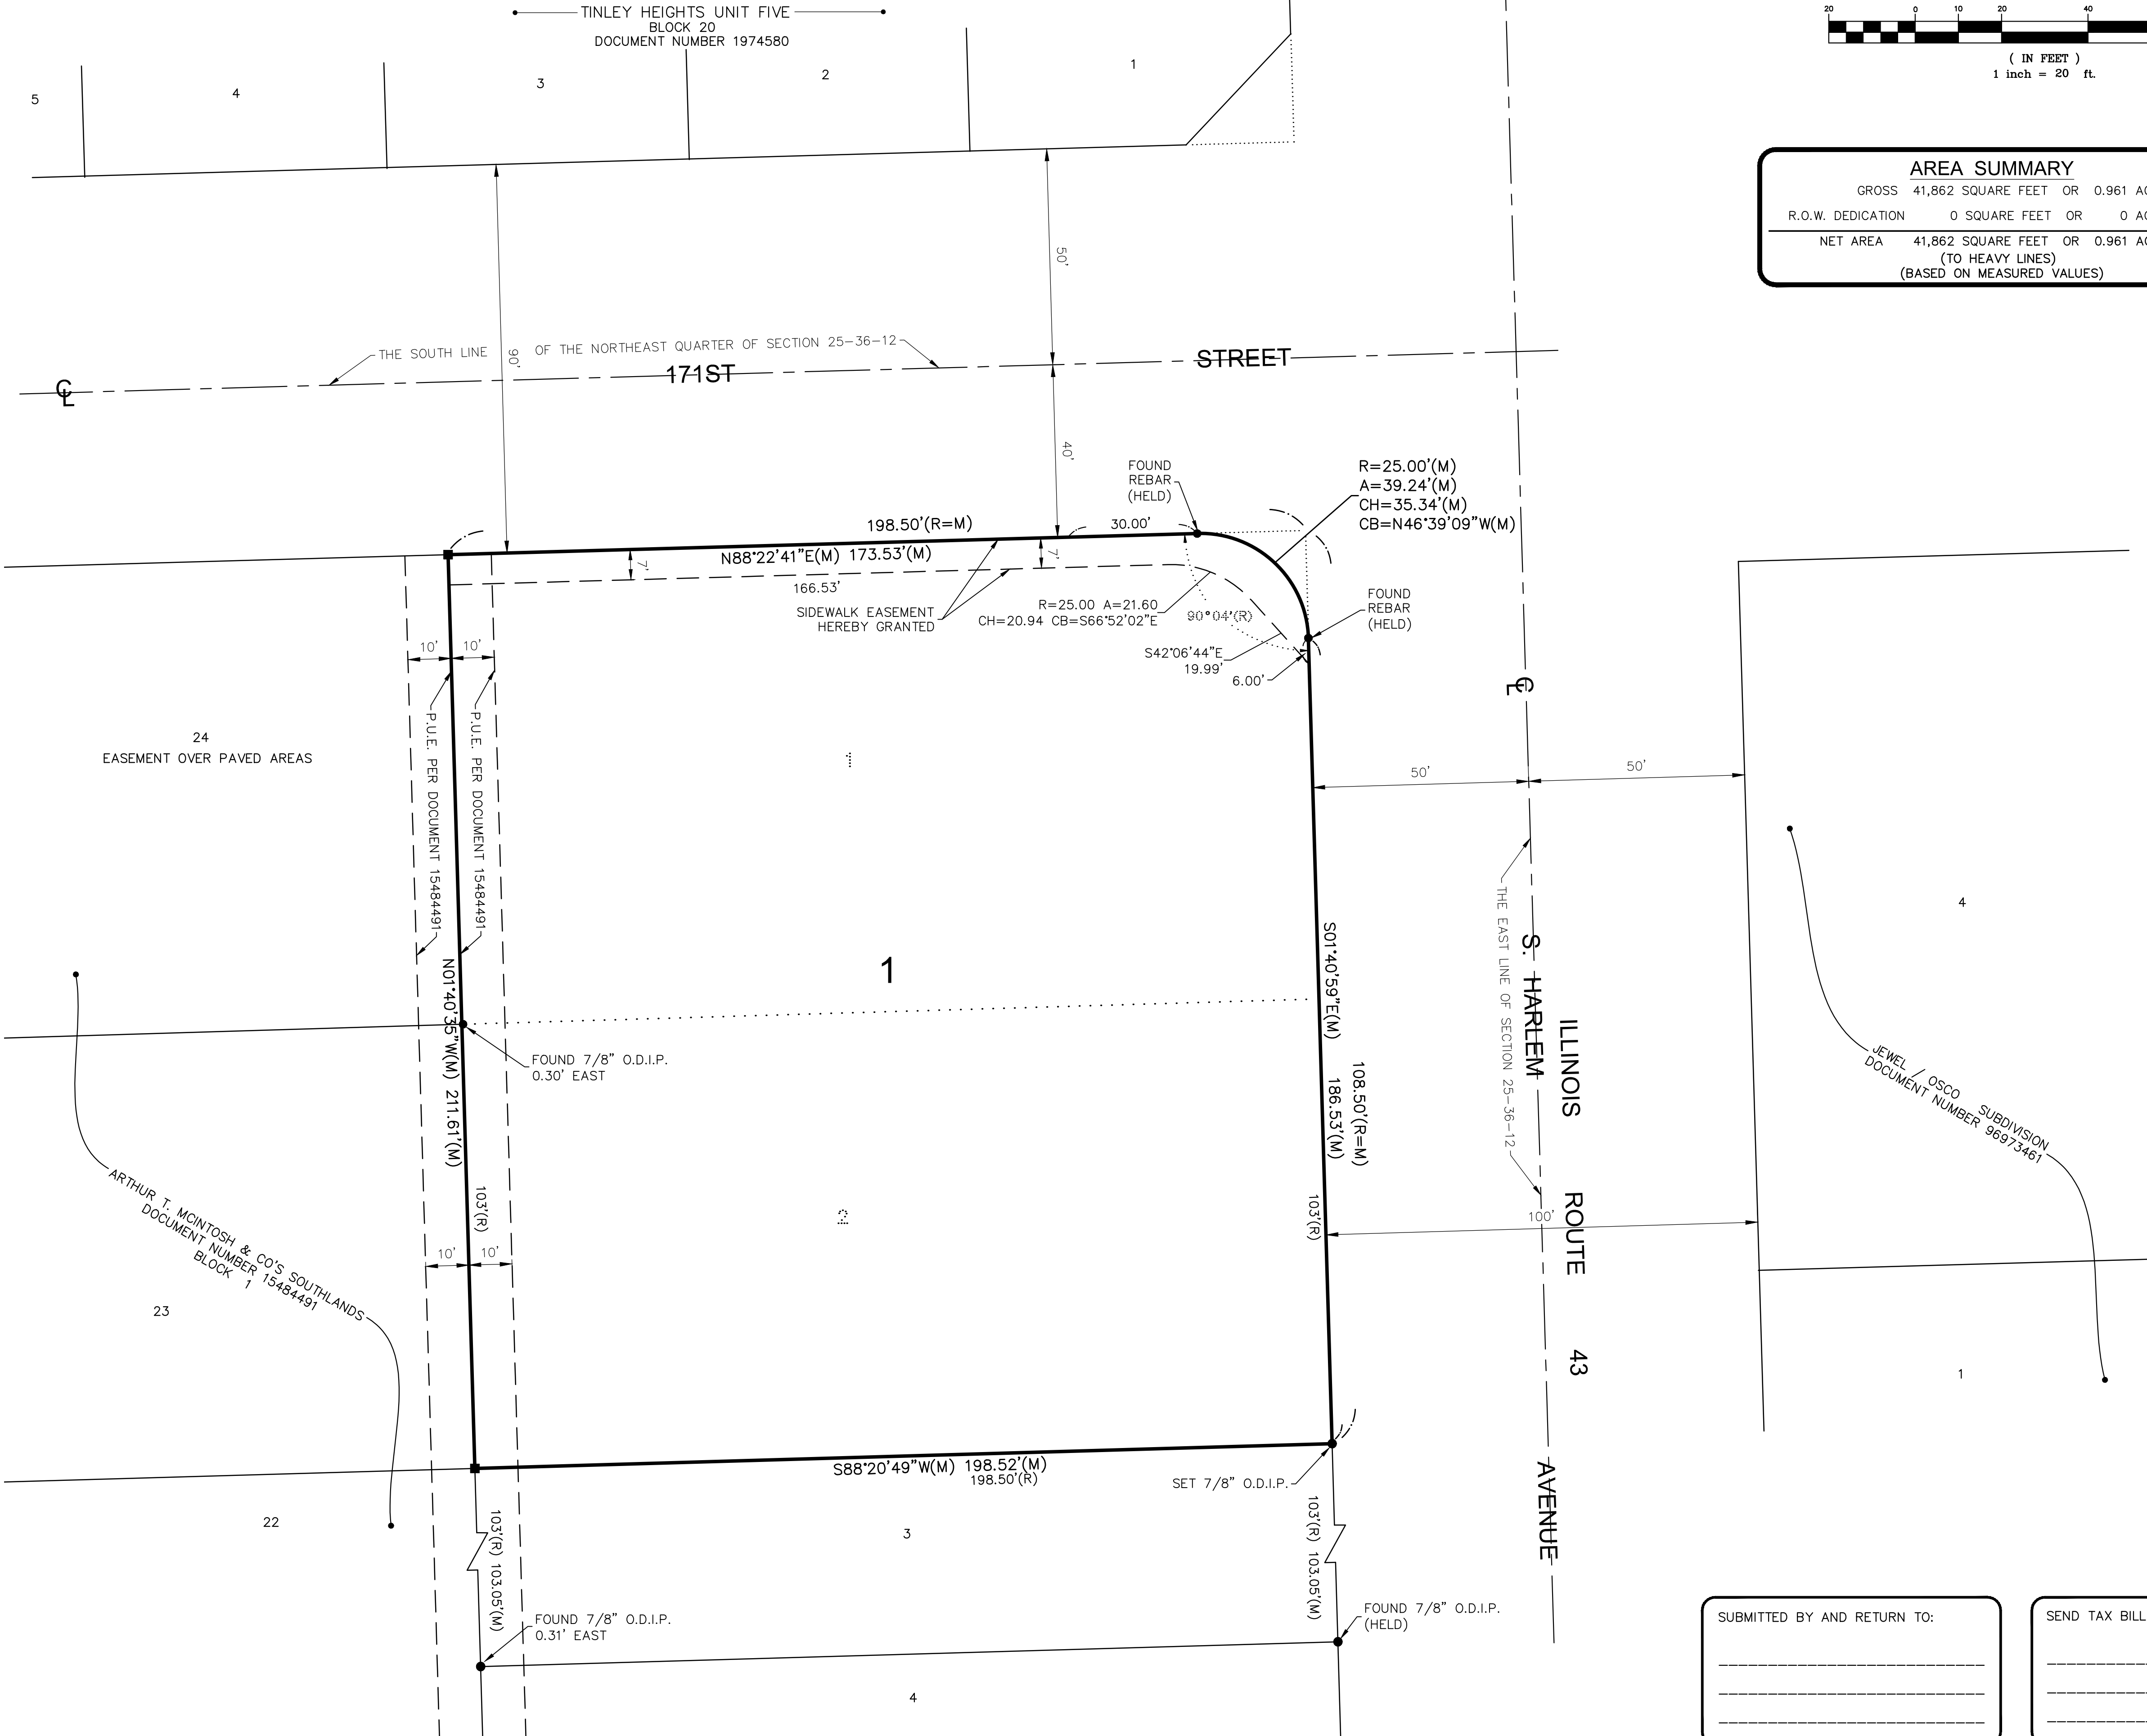 TINLEY HEIGHTS UNIT FIVE
BLOCK 20
DOCUMENT NUMBER 1974580
5
4
3
2
1
20
0
10
20
40
( IN FEET )
1 inch = 20 ft.
AREA SUMMARY
GROSS 41,862 SQUARE FEET OR 0.961
R.O.W. DEDICATION 0 SQUARE FEET OR 0
NET AREA 41,862 SQUARE FEET OR 0.961
(TO HEAVY LINES)
(BASED ON MEASURED VALUES)
50'
90'
THE SOUTH LINE OF THE NORTHEAST QUARTER OF SECTION 25-36-12
171ST STREET
CL
40'
FOUND
REBAR
(HELD)
R=25.00'(M)
A=39.24'(M)
CH=35.34'(M)
CB=N46°39'09"W(M)
198.50'(R=M)
30.00'
N88°22'41"E(M) 173.53'(M)
7'
7'
166.53'
SIDEWALK EASEMENT
HEREBY GRANTED
R=25.00 A=21.60
CH=20.94 CB=S66°52'02"E
90°04'(R)
FOUND
REBAR
(HELD)
S42°06'44"E
19.99'
6.00'
10'
10'
P.U.E. PER DOCUMENT 15484491
P.U.E. PER DOCUMENT 15484491
24
EASEMENT OVER PAVED AREAS
1
CL
50'
50'
4
1
N01°40'35"W(M) 211.61'(M)
S01°40'59"E(M) 186.53'(M)
108.50'(R=M)
THE EAST LINE OF SECTION 25-36-12
S. HARLEM AVENUE
ILLINOIS ROUTE 43
FOUND 7/8" O.D.I.P.
0.30' EAST
JEWEL / OSCO SUBDIVISION
DOCUMENT NUMBER 96973461
103'(R)
103'(R)
100'
2
10'
10'
ARTHUR T. MCINTOSH & CO'S SOUTHLANDS
DOCUMENT NUMBER 15484491
BLOCK 1
23
1
S88°20'49"W(M) 198.52'(M)
198.50'(R)
SET 7/8" O.D.I.P.
22
3
103'(R) 103.05'(M)
103'(R) 103.05'(M)
FOUND 7/8" O.D.I.P.
0.31' EAST
FOUND 7/8" O.D.I.P.
(HELD)
4
SUBMITTED BY AND RETURN TO:
SEND TAX BILL